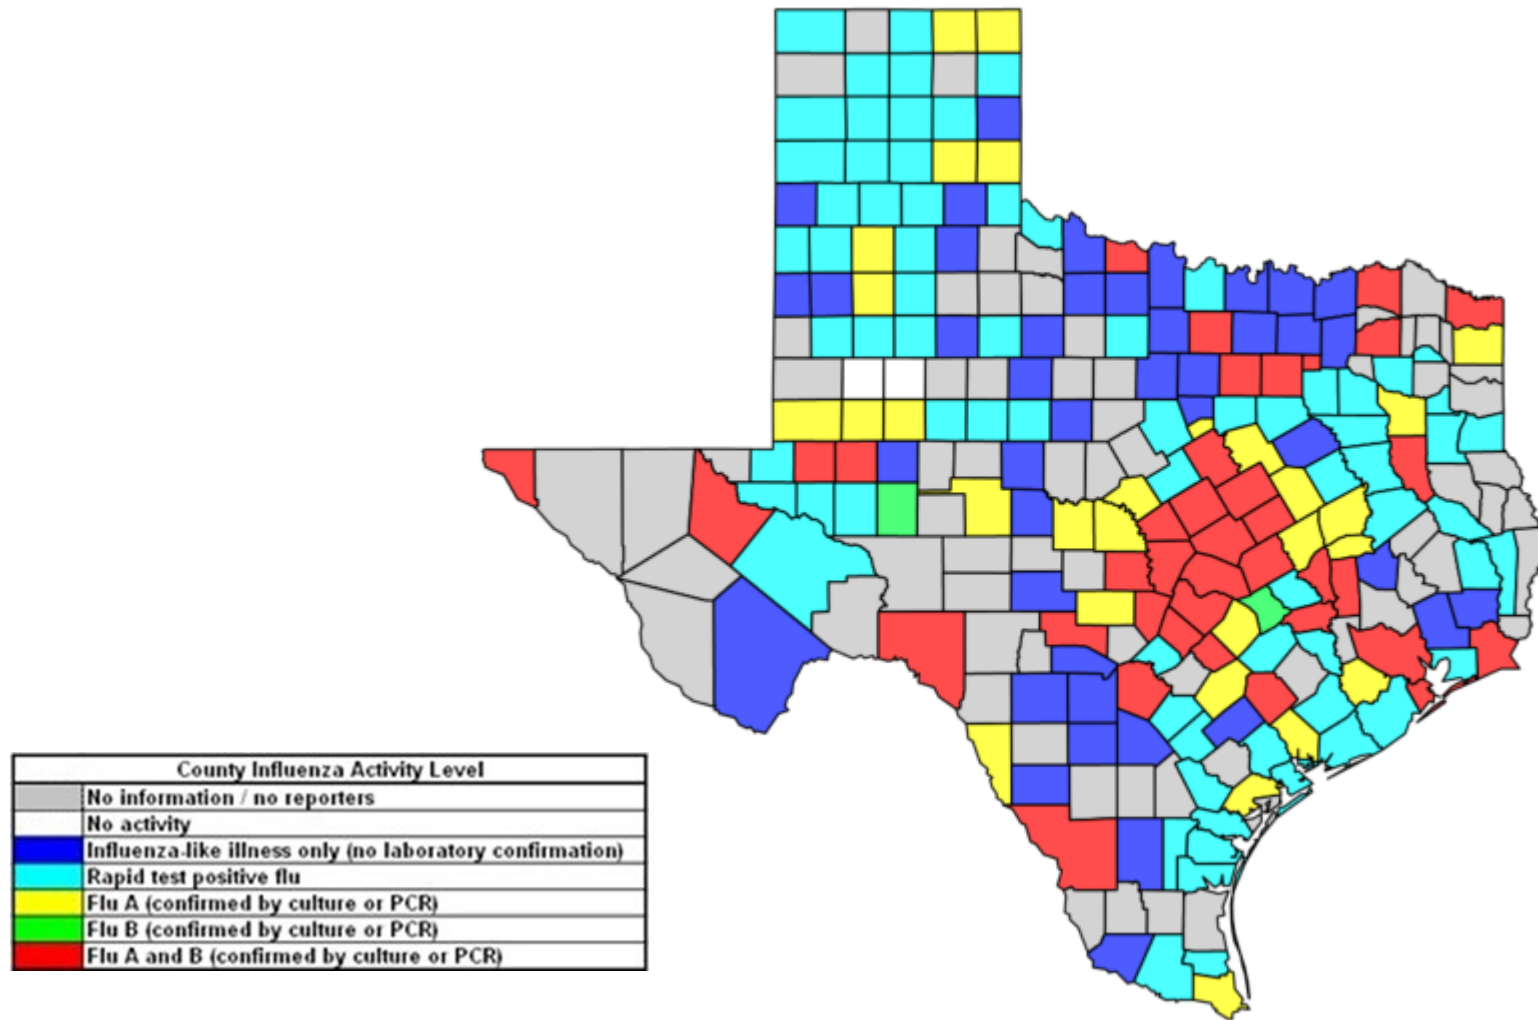 County Influenza Activity Level
No information / no reporters
No activity
Influenza-like illness only (no laboratory confirmation)
Rapid test positive flu
Flu A (confirmed by culture or PCR)
Flu B (confirmed by culture or PCR)
Flu A and B (confirmed by culture or PCR)